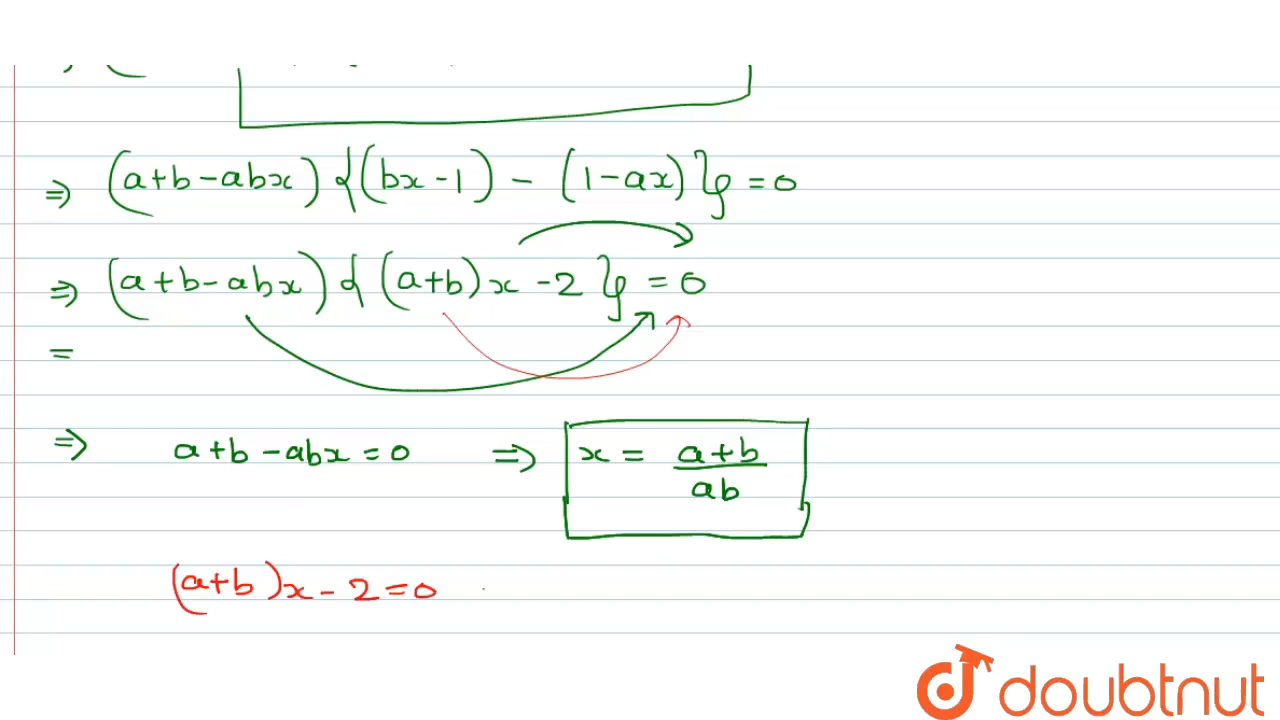 ⇒ (a+b-abx) {(bx-1) - (1-ax)} = 0
⇒ (a+b-abx) {(a+b)x-2} = 0
=
⇒ a+b-abx = 0 ⇒ x = (a+b)/ab
(a+b)x-2 = 0
doubtnut